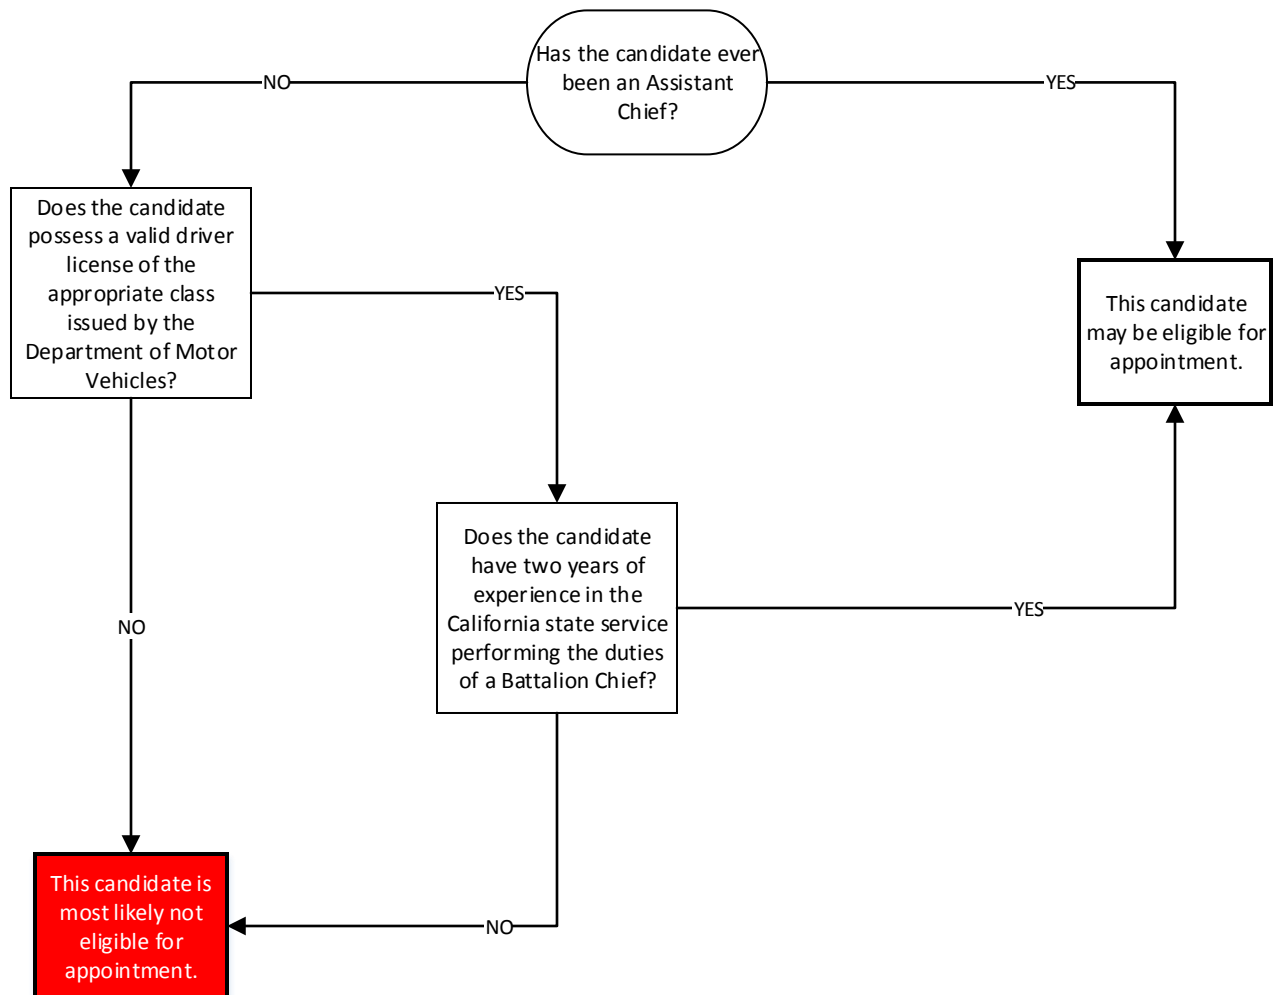 Has the candidate ever
been an Assistant
Chief?
NO
YES
Does the candidate
possess a valid driver
license of the
appropriate class
issued by the
Department of Motor
Vehicles?
YES
This candidate
may be eligible for
appointment.
Does the candidate
have two years of
experience in the
California state service
performing the duties
of a Battalion Chief?
YES
NO
This candidate is
most likely not
eligible for
appointment.
NO